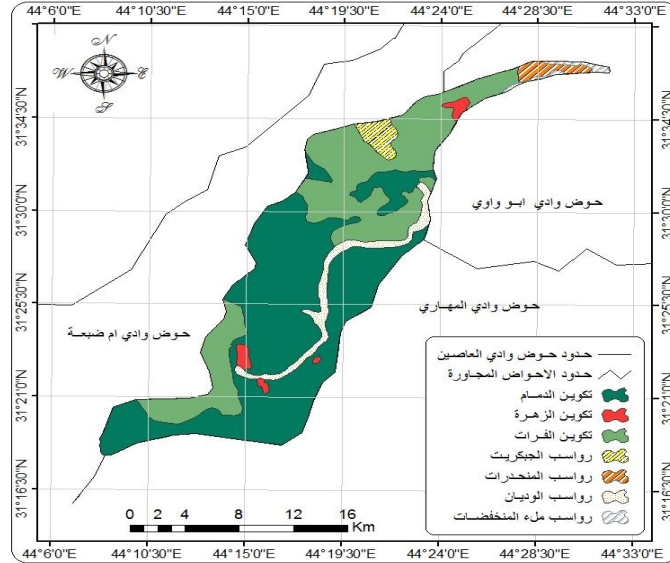 44°6'0"E 44°10'30"E 44°15'0"E 44°19'30"E 44°24'0"E 44°28'30"E 44°33'0"E
N
W E
S
31°34'30"N 31°34'30"N
31°30'0"N 31°30'0"N
حوض وادي ابو واوي
31°25'30"N 31°25'30"N
حوض وادي المهاري
حوض وادي ام ضبعة
31°21'0"N 31°21'0"N
31°16'30"N 31°16'30"N
حدود حوض وادي العاصين
حدود الاحواض المجاورة
تكوين الدمام
تكوين الزهرة
تكوين الفرات
رواسب الجبكريت
رواسب المنحدرات
رواسب الوديان
رواسب ملء المنخفضات
0 2 4 8 12 16
Km
44°6'0"E 44°10'30"E 44°15'0"E 44°19'30"E 44°24'0"E 44°28'30"E 44°33'0"E